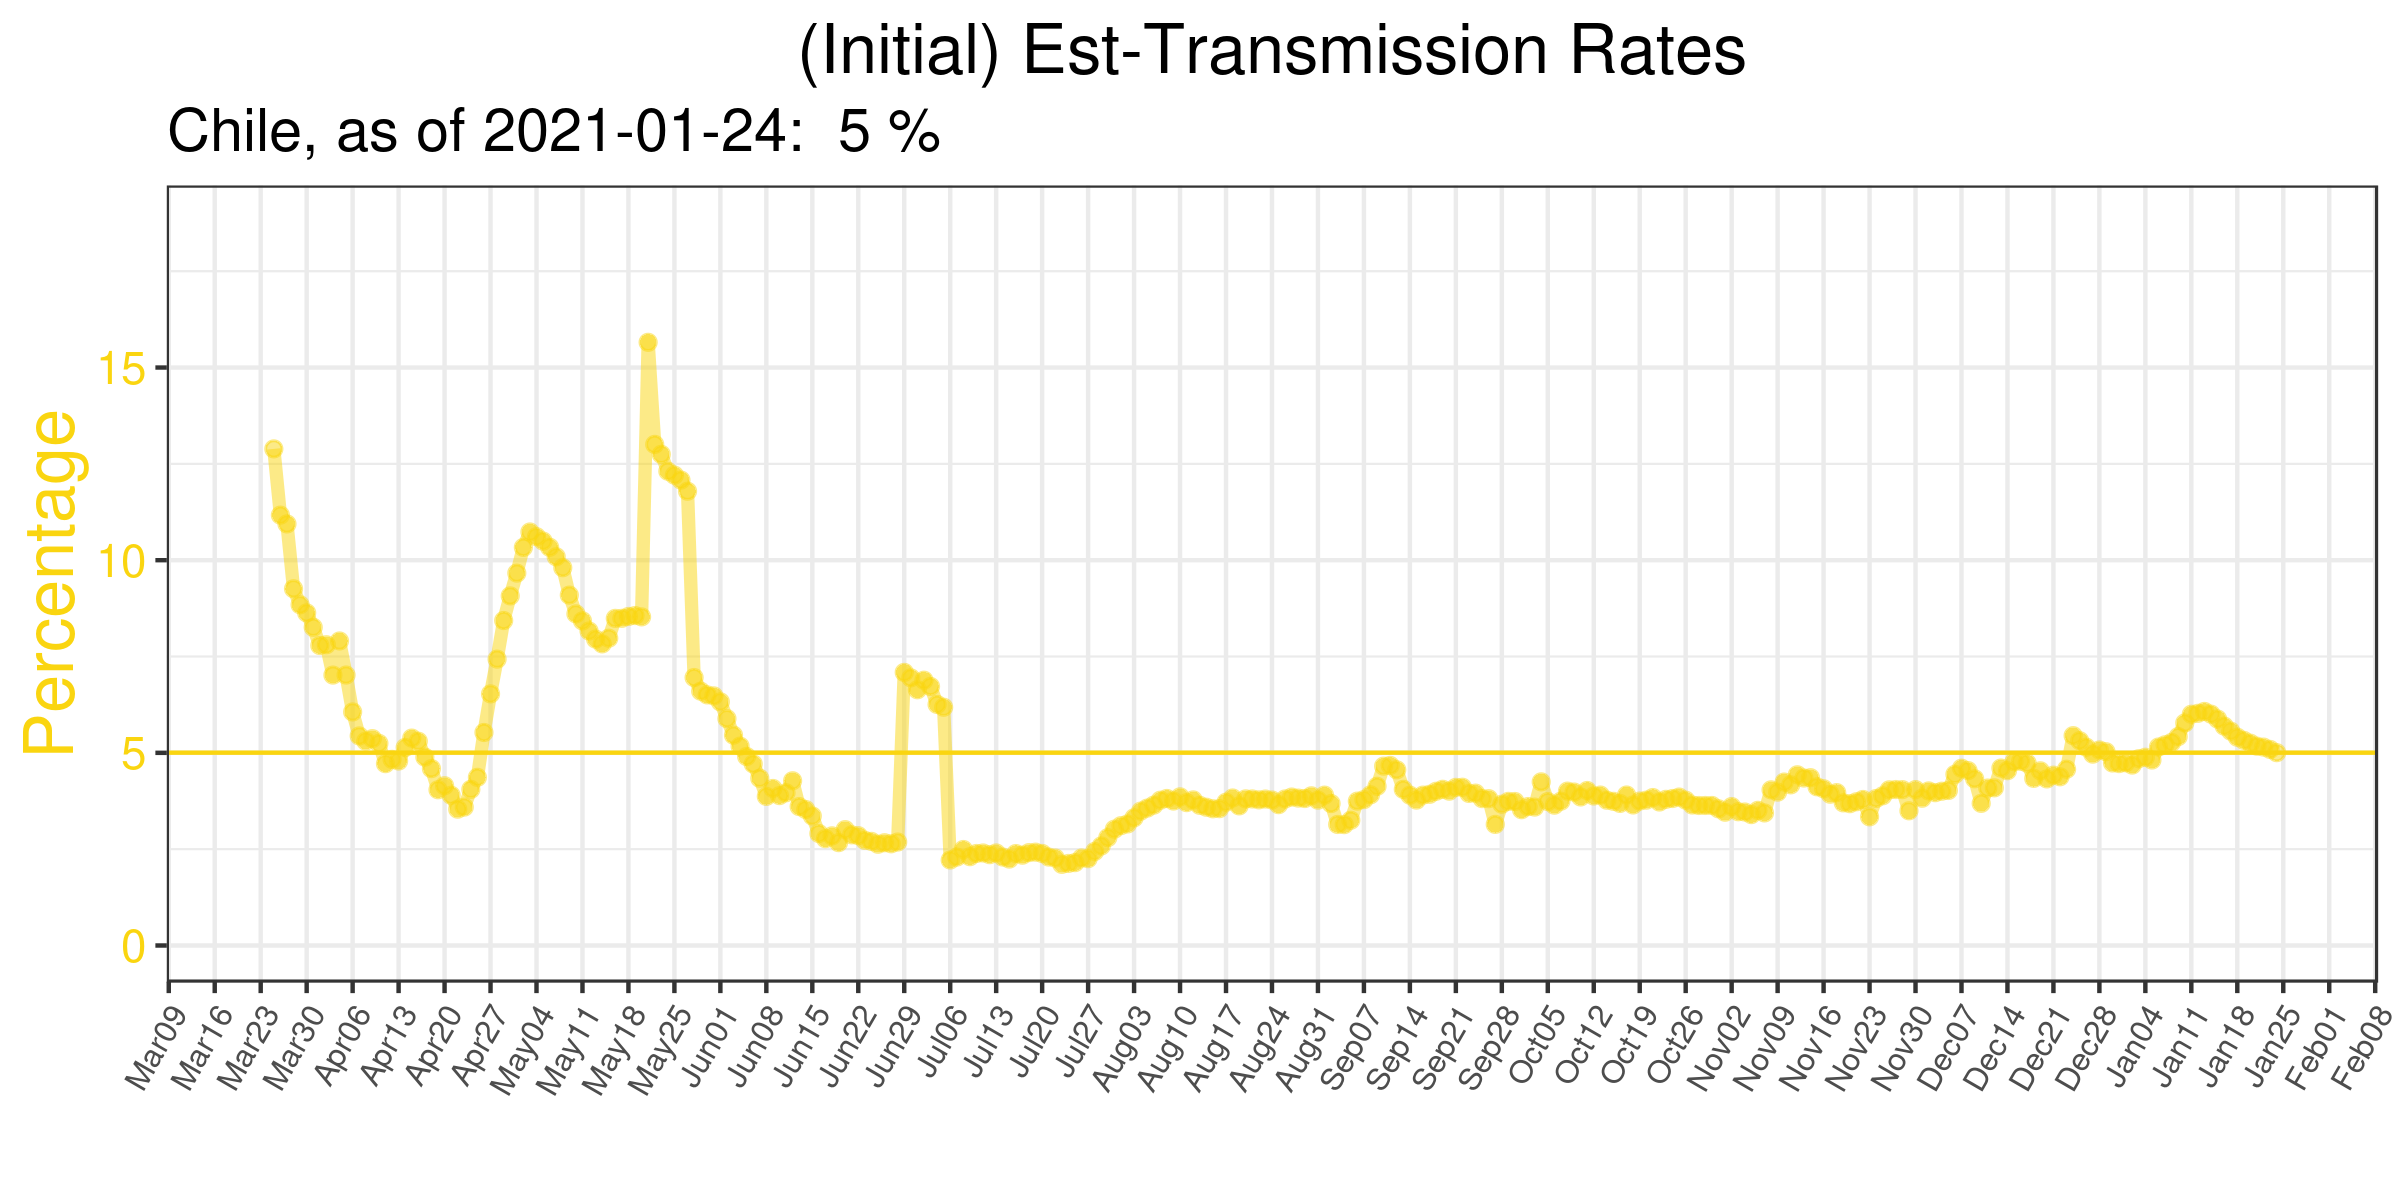 (Initial) Est-Transmission Rates
Chile, as of 2021-01-24:  5 %
Percentage
15
10
5
0
Mar09
Mar16
Mar23
Mar30
Apr06
Apr13
Apr20
Apr27
May04
May11
May18
May25
Jun01
Jun08
Jun15
Jun22
Jun29
Jul06
Jul13
Jul20
Jul27
Aug03
Aug10
Aug17
Aug24
Aug31
Sep07
Sep14
Sep21
Sep28
Oct05
Oct12
Oct19
Oct26
Nov02
Nov09
Nov16
Nov23
Nov30
Dec07
Dec14
Dec21
Dec28
Jan04
Jan11
Jan18
Jan25
Feb01
Feb08